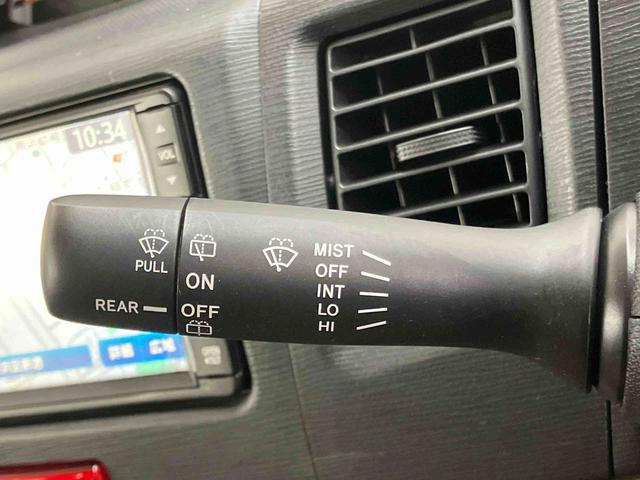 10:34
VOL
PULL
REAR
ON
OFF
MIST
OFF
INT
LO
HI